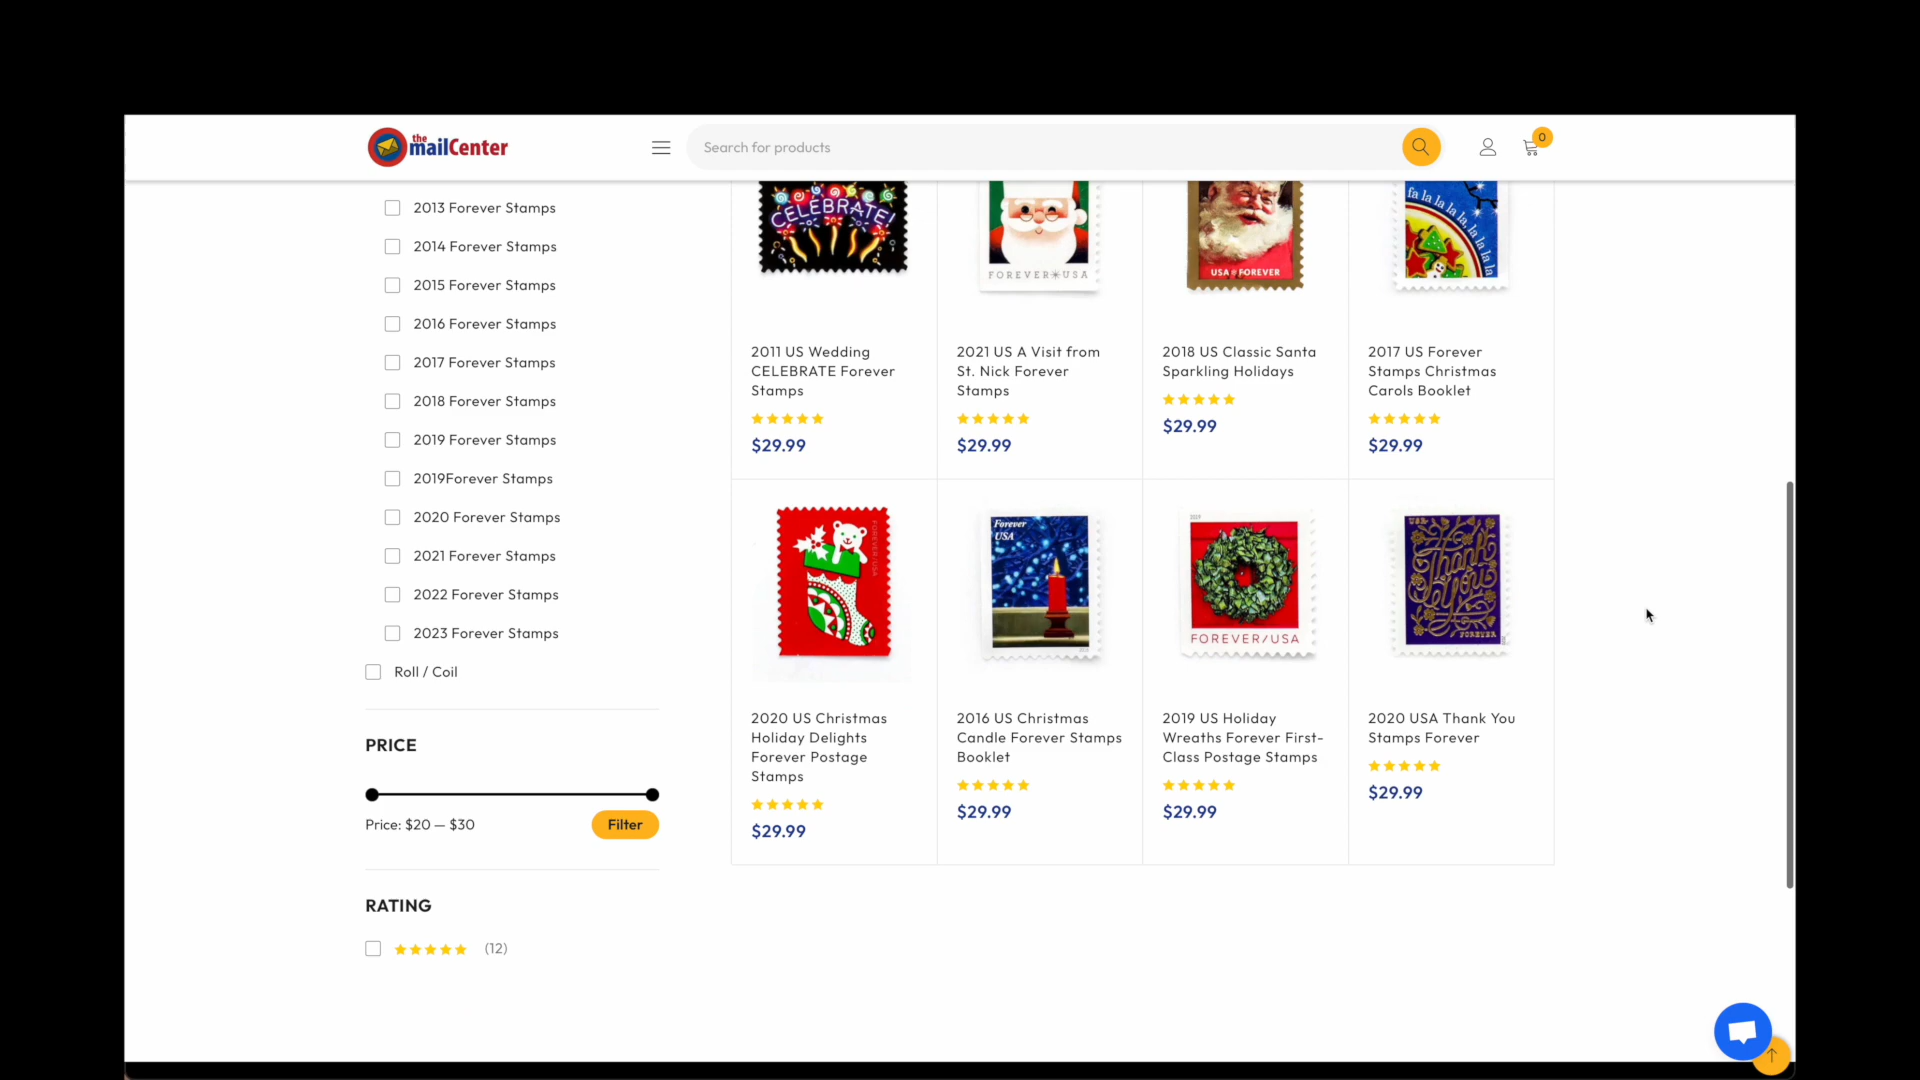 the
mailCenter
Search for products
0
2013 Forever Stamps
2014 Forever Stamps
2015 Forever Stamps
2016 Forever Stamps
2017 Forever Stamps
2018 Forever Stamps
2019 Forever Stamps
2019Forever Stamps
2020 Forever Stamps
2021 Forever Stamps
2022 Forever Stamps
2023 Forever Stamps
Roll / Coil
PRICE
Price: $20 — $30
Filter
RATING
(12)
CELEBRATE!
FOREVER USA
USA FOREVER
fa la la la la, la la la la
2011 US Wedding
CELEBRATE Forever
Stamps
$29.99
2021 US A Visit from
St. Nick Forever
Stamps
$29.99
2018 US Classic Santa
Sparkling Holidays
$29.99
2017 US Forever
Stamps Christmas
Carols Booklet
$29.99
FOREVER/USA
Forever
USA
2019
FOREVER/USA
USA
Thank
You
FOREVER
2020 US Christmas
Holiday Delights
Forever Postage
Stamps
$29.99
2016 US Christmas
Candle Forever Stamps
Booklet
$29.99
2019 US Holiday
Wreaths Forever First-
Class Postage Stamps
$29.99
2020 USA Thank You
Stamps Forever
$29.99